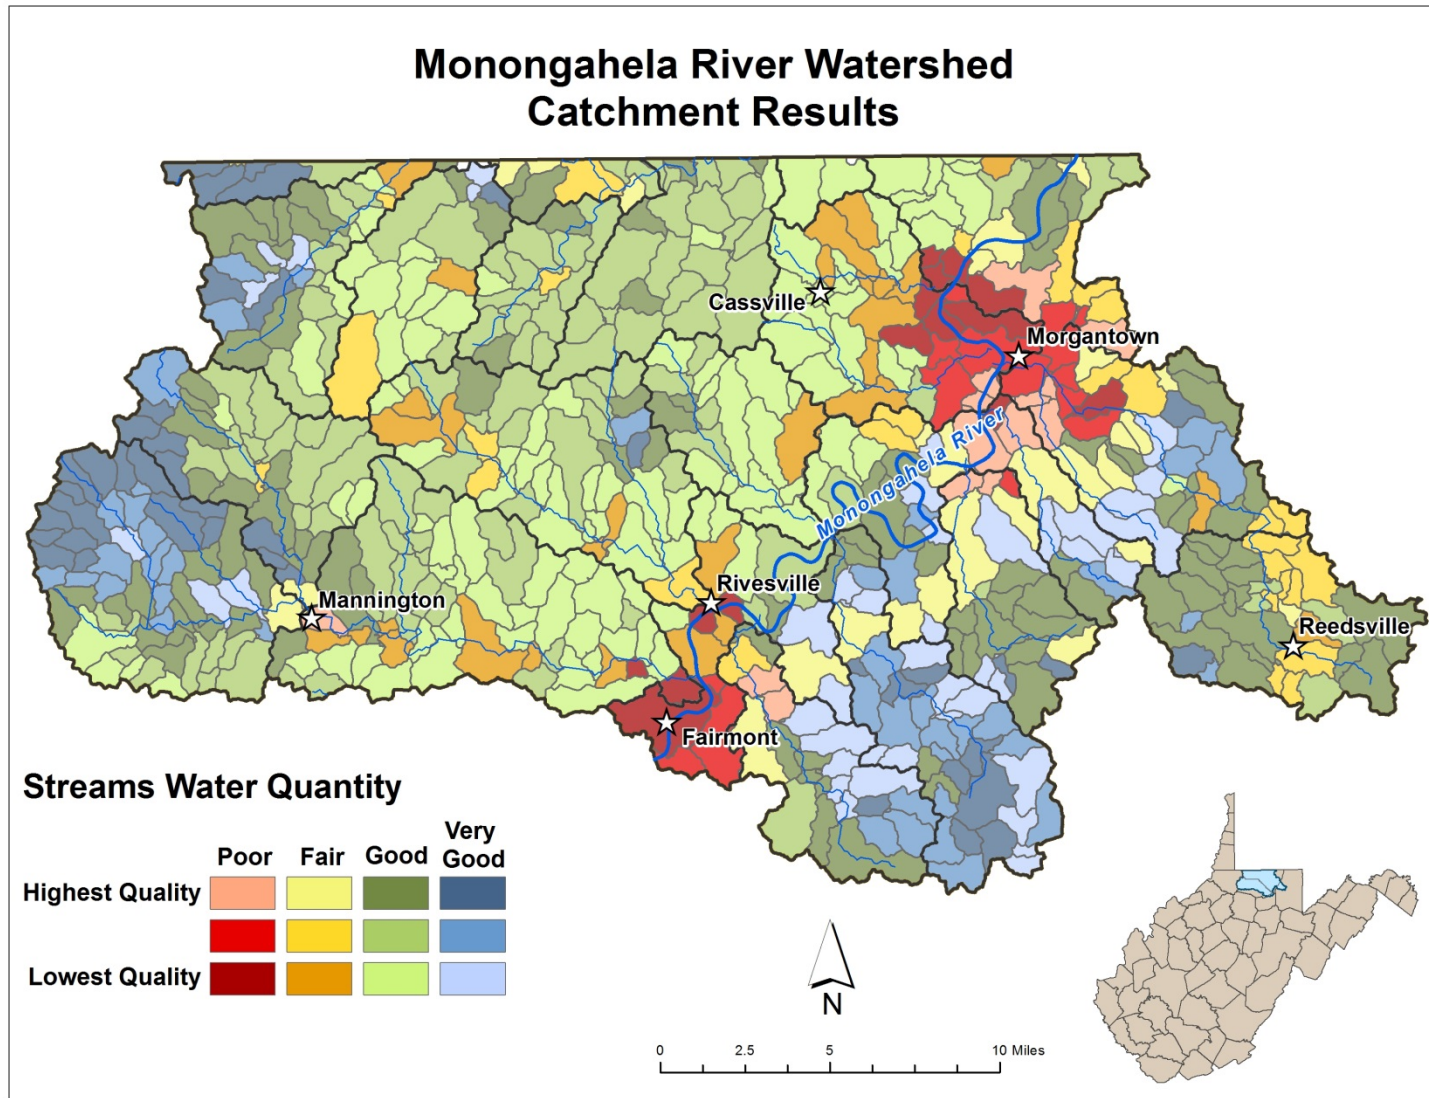 Monongahela River Watershed
Catchment Results
Cassville
Morgantown
Monongahela River
Rivesville
Mannington
Reedsville
Fairmont
Streams Water Quantity
Poor Fair Good Very Good
Highest Quality
Lowest Quality
N
0 2.5 5 10 Miles